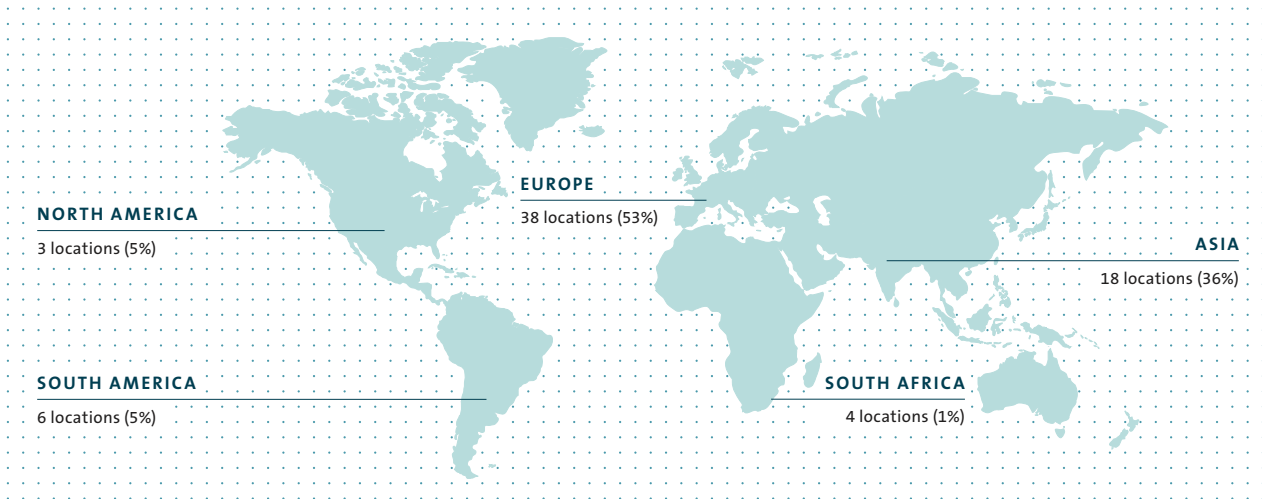 EUROPE
38 locations (53%)
NORTH AMERICA
3 locations (5%)
ASIA
18 locations (36%)
SOUTH AMERICA
6 locations (5%)
SOUTH AFRICA
4 locations (1%)